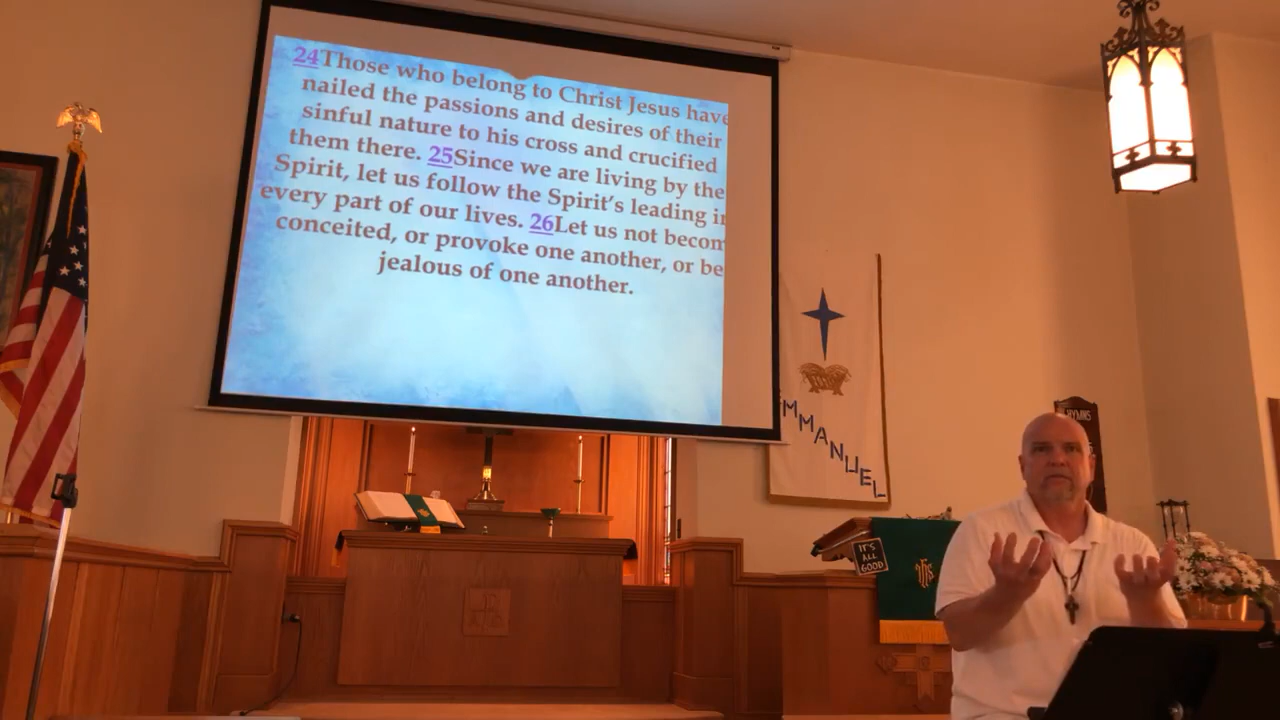 24Those who belong to Christ Jesus have
nailed the passions and desires of their
sinful nature to his cross and crucified
them there. 25Since we are living by the
Spirit, let us follow the Spirit's leading in
every part of our lives. 26Let us not becom
conceited, or provoke one another, or be
jealous of one another.
MMANUEL
HYMNS
IT'S
ALL
GOOD
IHS